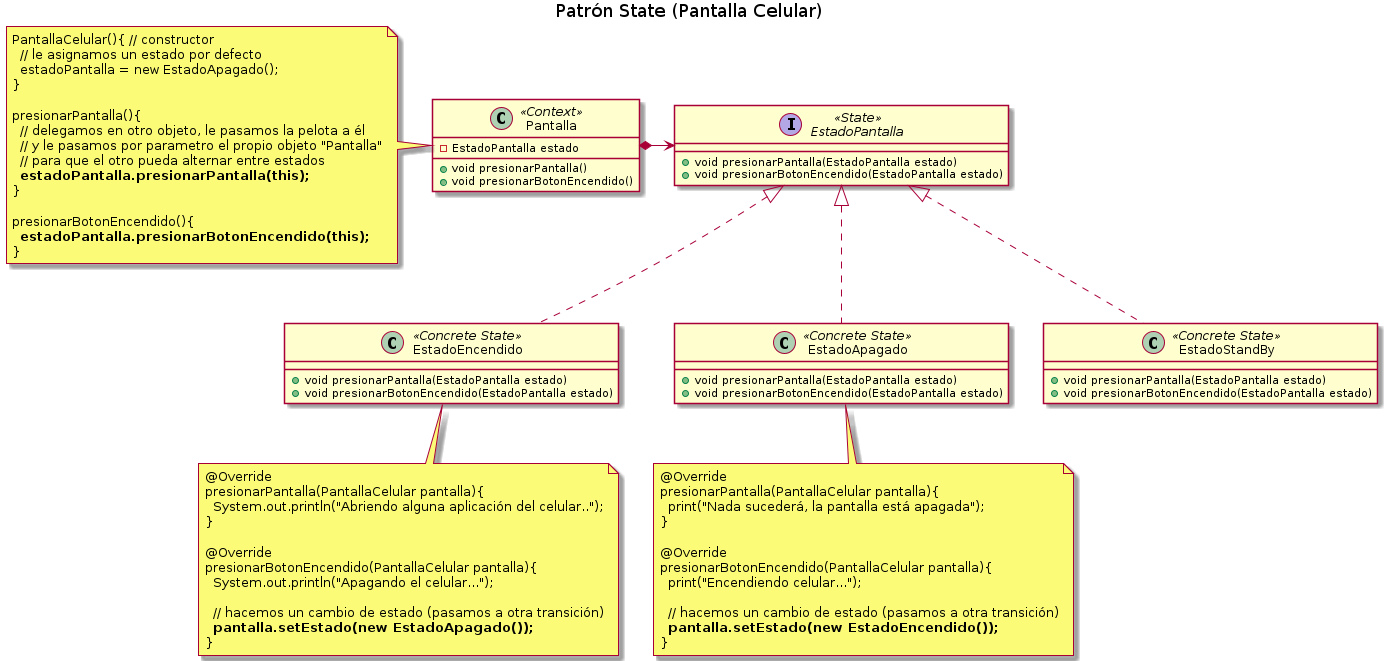 Patrón State (Pantalla Celular)
PantallaCelular(){ // constructor
// le asignamos un estado por defecto
estadoPantalla = new EstadoApagado();
}
presionarPantalla(){
// delegamos en otro objeto, le pasamos la pelota a él
// y le pasamos por parametro el propio objeto "Pantalla"
// para que el otro pueda alternar entre estados
estadoPantalla.presionarPantalla(this);
}
presionarBotonEncendido(){
estadoPantalla.presionarBotonEncendido(this);
}
C
«Context»
Pantalla
EstadoPantalla estado
void presionarPantalla()
void presionarBotonEncendido()
I
«State»
EstadoPantalla
void presionarPantalla(EstadoPantalla estado)
void presionarBotonEncendido(EstadoPantalla estado)
C
«Concrete State»
EstadoEncendido
void presionarPantalla(EstadoPantalla estado)
void presionarBotonEncendido(EstadoPantalla estado)
C
«Concrete State»
EstadoApagado
void presionarPantalla(EstadoPantalla estado)
void presionarBotonEncendido(EstadoPantalla estado)
C
«Concrete State»
EstadoStandBy
void presionarPantalla(EstadoPantalla estado)
void presionarBotonEncendido(EstadoPantalla estado)
@Override
presionarPantalla(PantallaCelular pantalla){
System.out.println("Abriendo alguna aplicación del celular..");
}
@Override
presionarBotonEncendido(PantallaCelular pantalla){
System.out.println("Apagando el celular...");
// hacemos un cambio de estado (pasamos a otra transición)
pantalla.setEstado(new EstadoApagado());
}
@Override
presionarPantalla(PantallaCelular pantalla){
print("Nada sucederá, la pantalla está apagada");
}
@Override
presionarBotonEncendido(PantallaCelular pantalla){
print("Encendiendo celular...");
// hacemos un cambio de estado (pasamos a otra transición)
pantalla.setEstado(new EstadoEncendido());
}